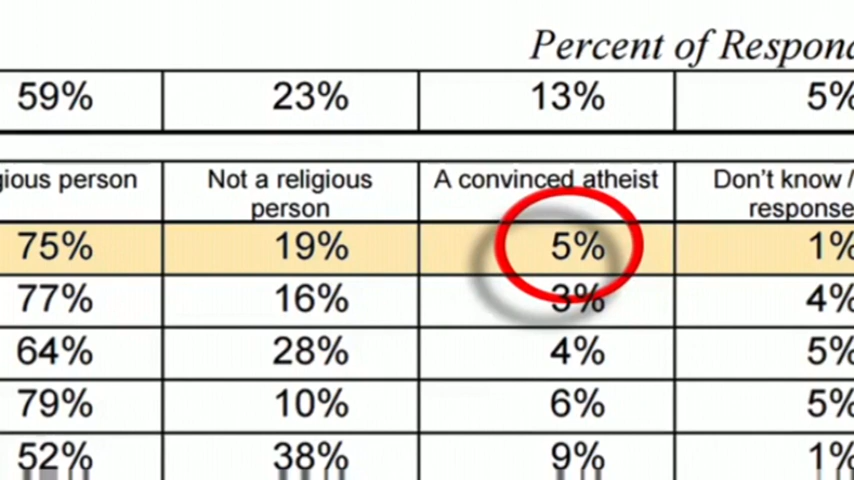 Percent of Respond
59% 23% 13% 5%
gious person Not a religious A convinced atheist Don't know /
person response
75% 19% 5% 1%
77% 16% 3% 4%
64% 28% 4% 5%
79% 10% 6% 5%
52% 38% 9% 1%